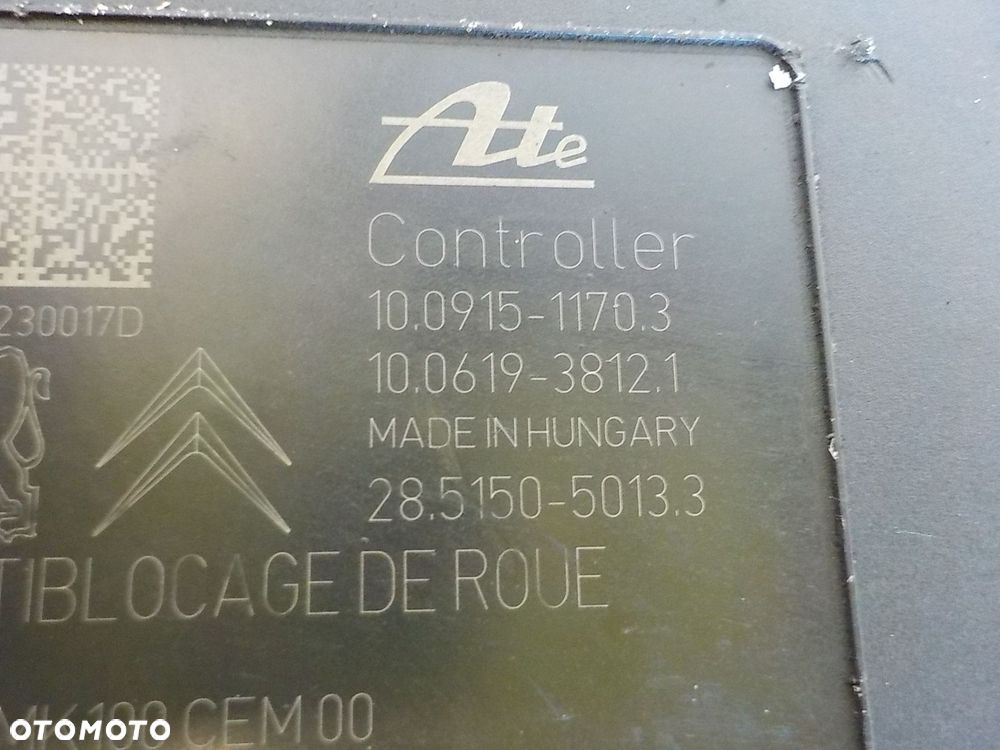 Ate
Controller
10.0915-1170.3
10.0619-3812.1
MADE IN HUNGARY
28.5150-5013.3
230017D
TIBLOCAGE DE ROUE
MK100 CEM 00
OTOMOTO